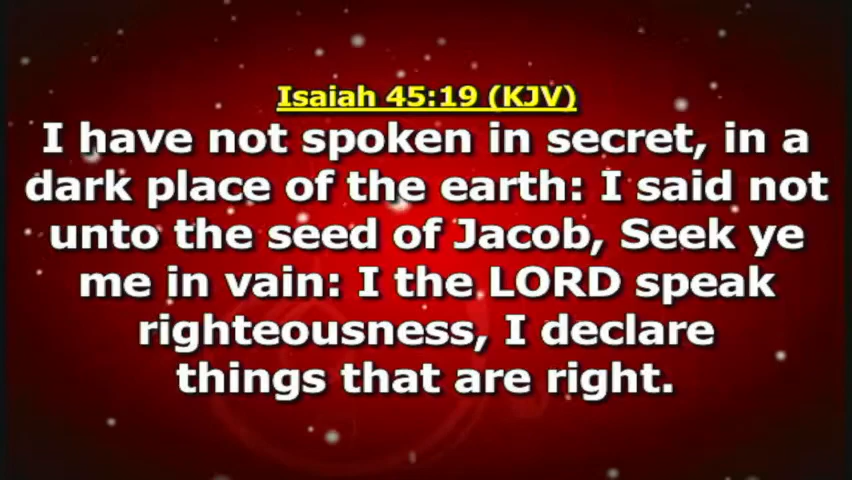 Isaiah 45:19 (KJV)
I have not spoken in secret, in a
dark place of the earth: I said not
unto the seed of Jacob, Seek ye
me in vain: I the LORD speak
righteousness, I declare
things that are right.